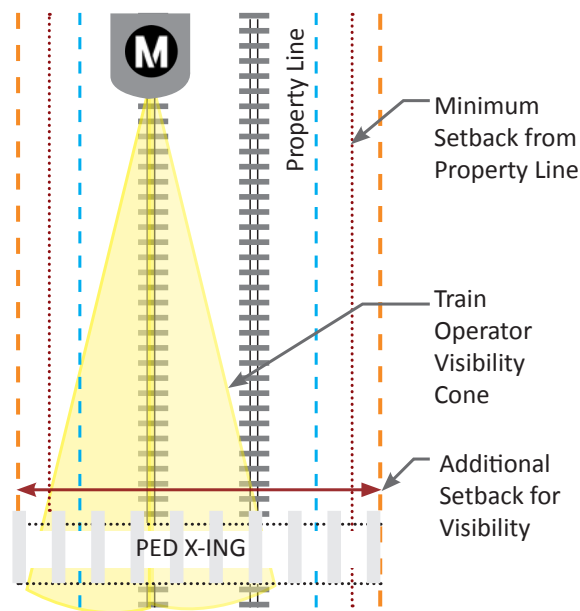 M
Property Line
Minimum
Setback from
Property Line
Train
Operator
Visibility
Cone
Additional
Setback for
Visibility
PED X-ING